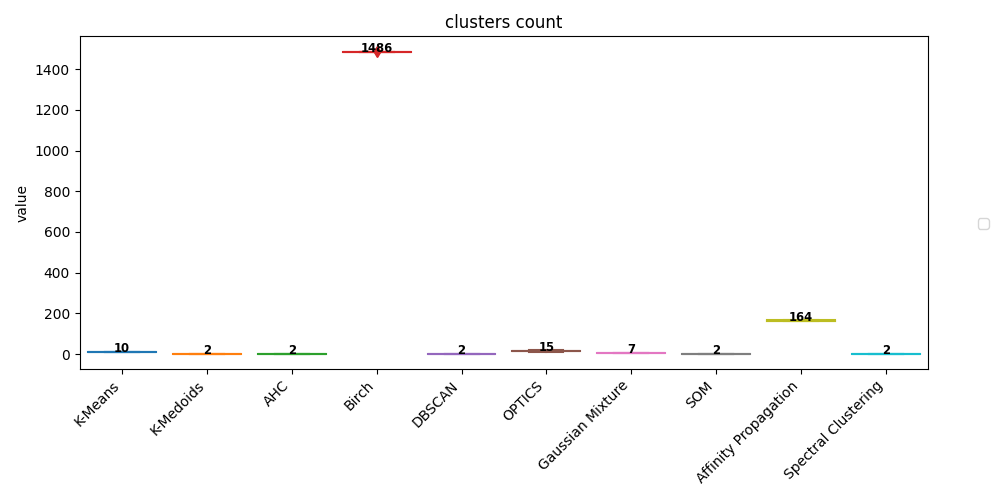 clusters count
value
1400
1200
1000
800
600
400
200
0
10
2
2
1486
2
15
7
2
164
2
K-Means
K-Medoids
AHC
Birch
DBSCAN
OPTICS
Gaussian Mixture
SOM
Affinity Propagation
Spectral Clustering